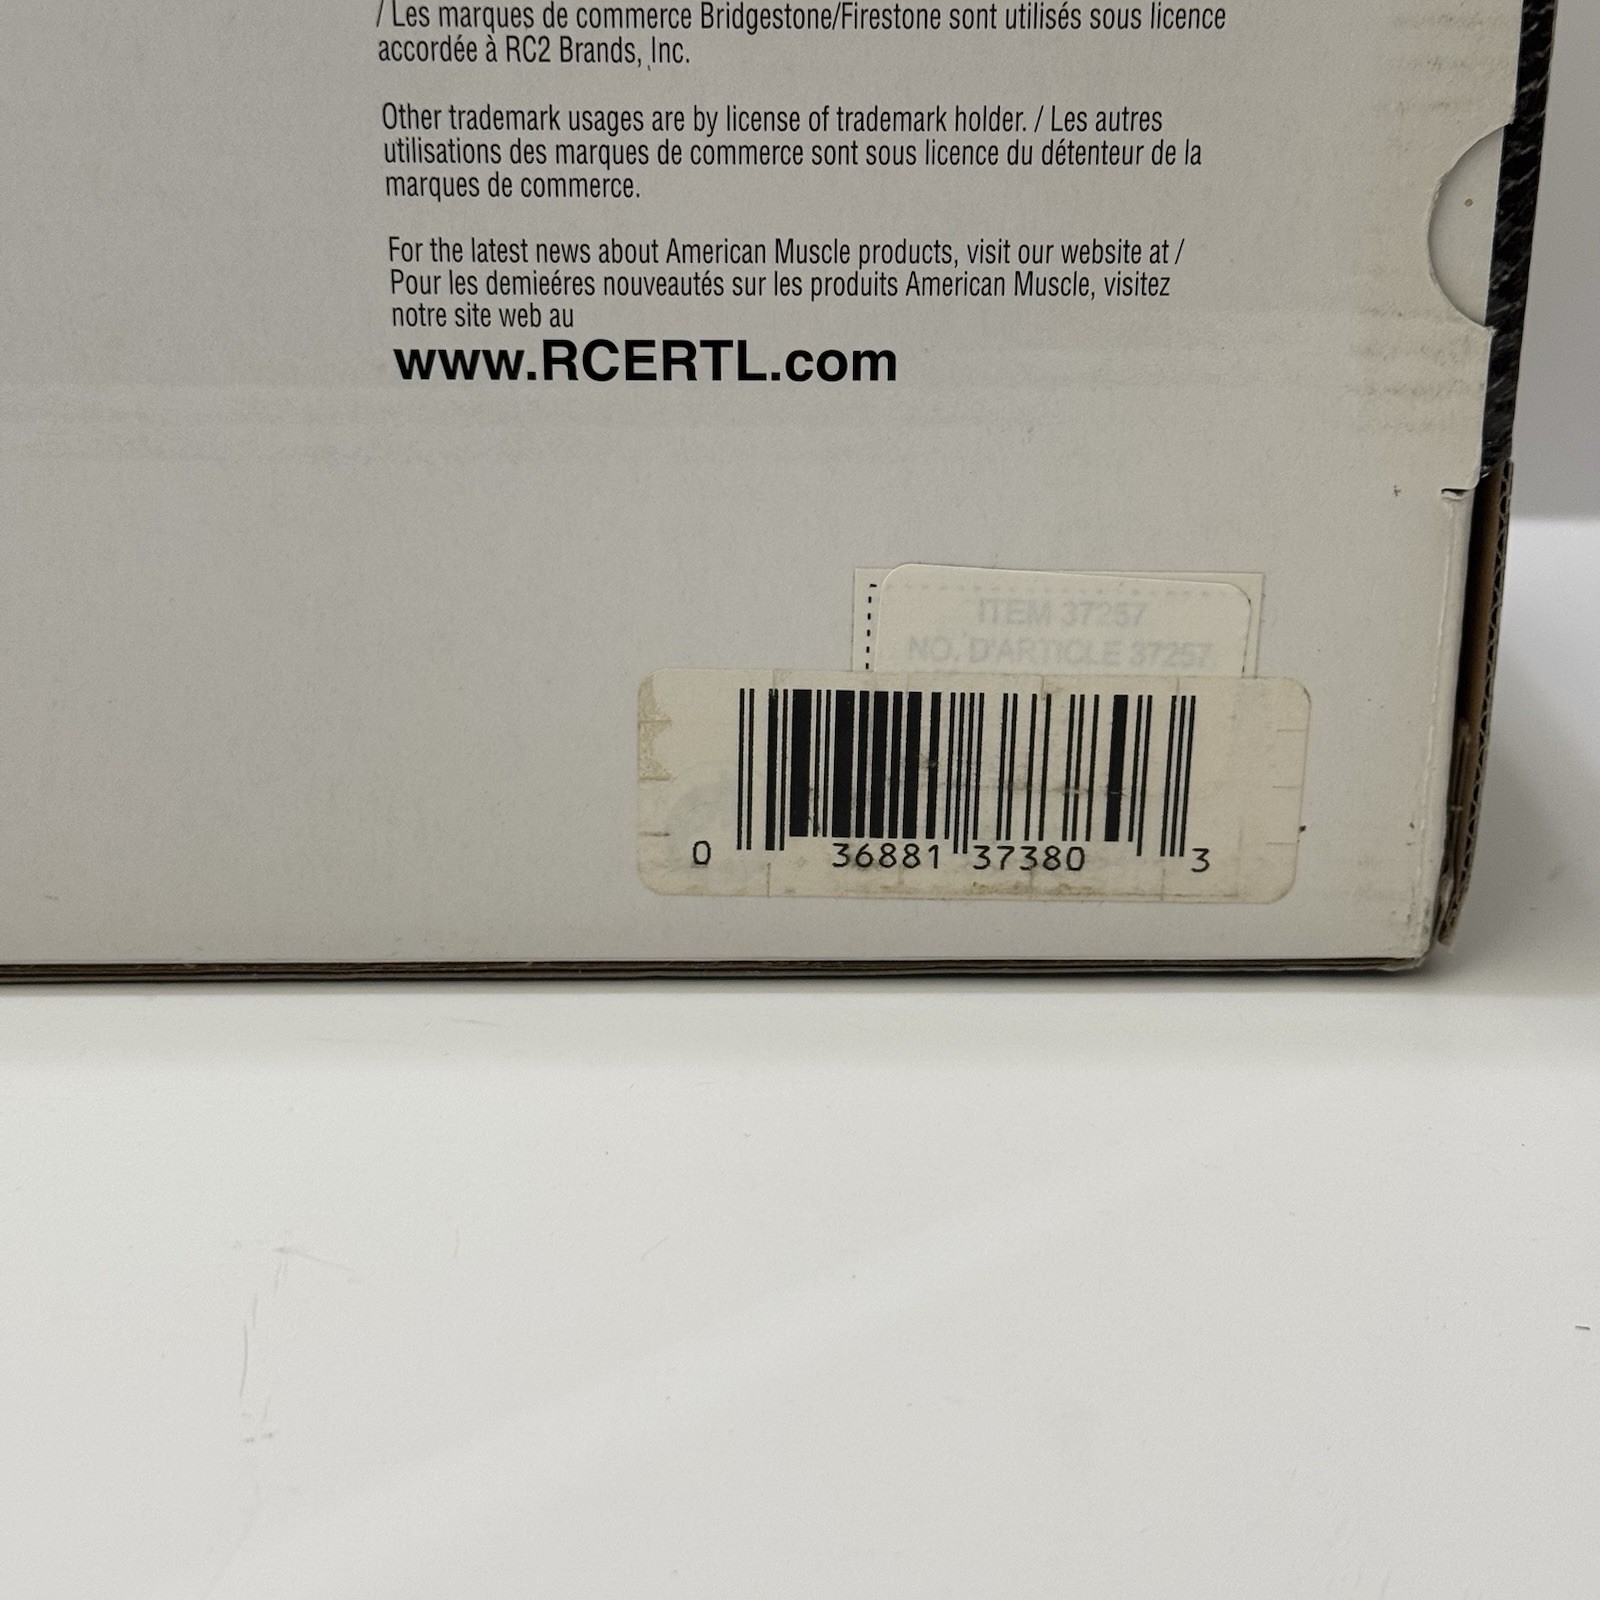 / Les marques de commerce Bridgestone/Firestone sont utilisés sous licence
accordée à RC2 Brands, Inc.
Other trademark usages are by license of trademark holder. / Les autres
utilisations des marques de commerce sont sous licence du détenteur de la
marques de commerce.
For the latest news about American Muscle products, visit our website at /
Pour les demieéres nouveautés sur les produits American Muscle, visitez
notre site web au
www.RCERTL.com
ITEM 37257
NO. D'ARTICLE 37257
0 36881 37380 3